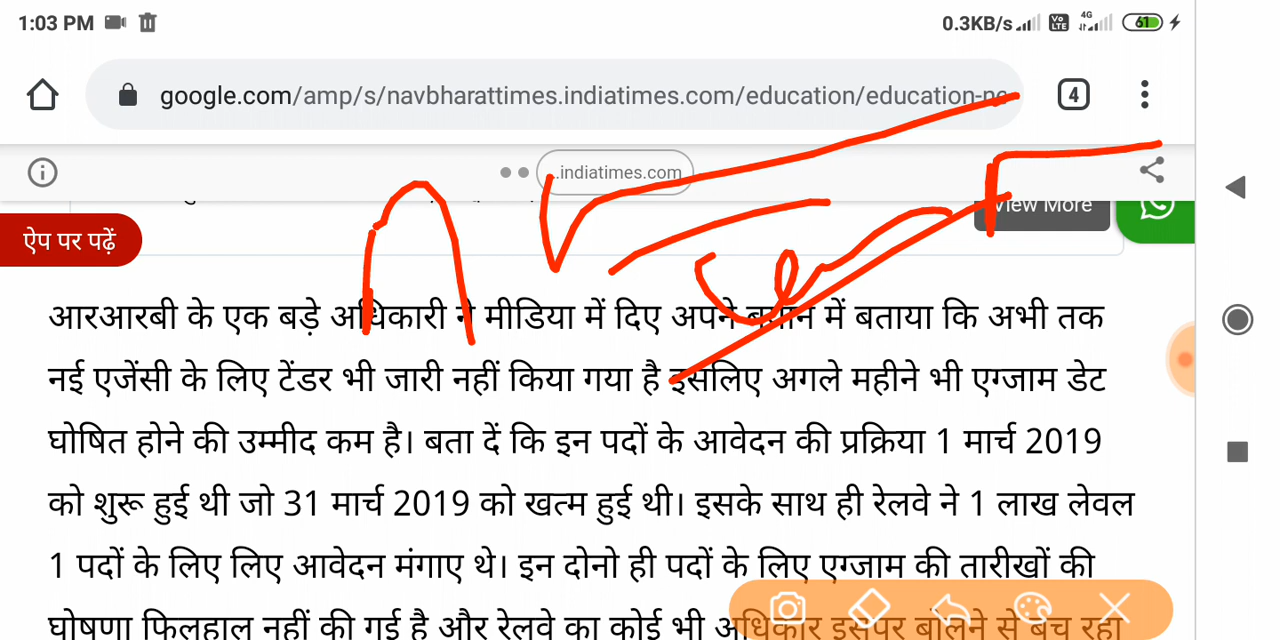 1:03 PM 0.3KB/s Vo LTE 4G 61
google.com/amp/s/navbharattimes.indiatimes.com/education/education-ne
4
..indiatimes.com
View More
ऐप पर पढ़ें
आरआरबी के एक बड़े अधिकारी ने मीडिया में दिए अपने बयान में बताया कि अभी तक
नई एजेंसी के लिए टेंडर भी जारी नहीं किया गया है इसलिए अगले महीने भी एग्जाम डेट
घोषित होने की उम्मीद कम है। बता दें कि इन पदों के आवेदन की प्रक्रिया 1 मार्च 2019
को शुरू हुई थी जो 31 मार्च 2019 को खत्म हुई थी। इसके साथ ही रेलवे ने 1 लाख लेवल
1 पदों के लिए लिए आवेदन मंगाए थे। इन दोनो ही पदों के लिए एग्जाम की तारीखों की
घोषणा फिलहाल नहीं की गई है और रेलवे का कोई भी अधिकार इसपर बोलने से बच रहा